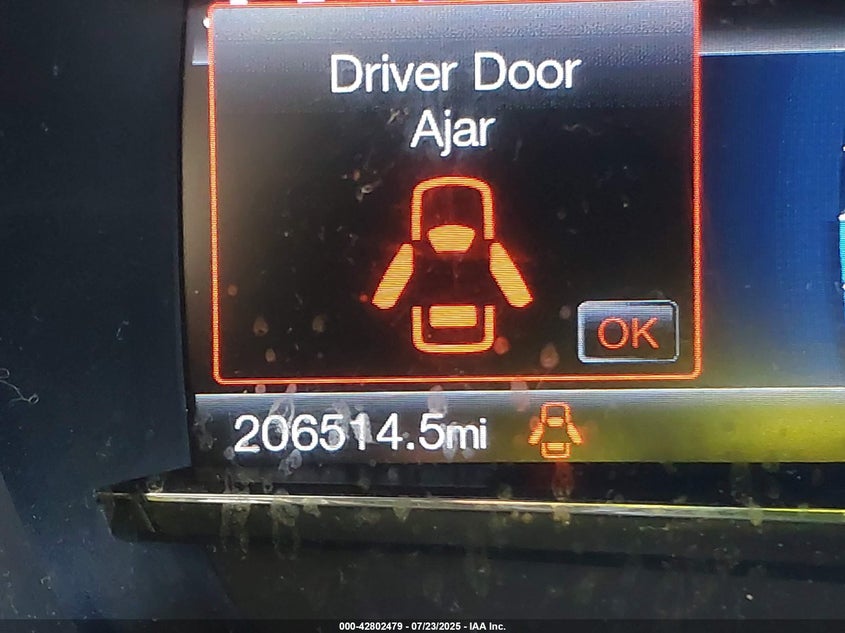 Driver Door
Ajar
OK
206514.5mi
000-42802479 - 07/23/2025 - IAA Inc.